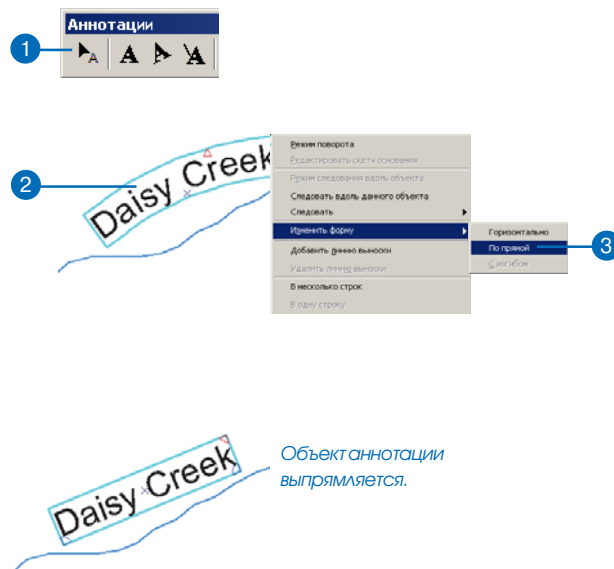 Аннотации
1
A A A A
2
Daisy Creek
Режим поворота
Редактировать скетч основания
Режим следования вдоль объекта
Следовать вдоль данного объекта
Следовать
Изменить форму
Добавить линию выноски
Удалить линию выноски
В несколько строк
В одну строку
Горизонтально
По прямой
С изгибом
3
Daisy Creek
Объект аннотации
выпрямляется.